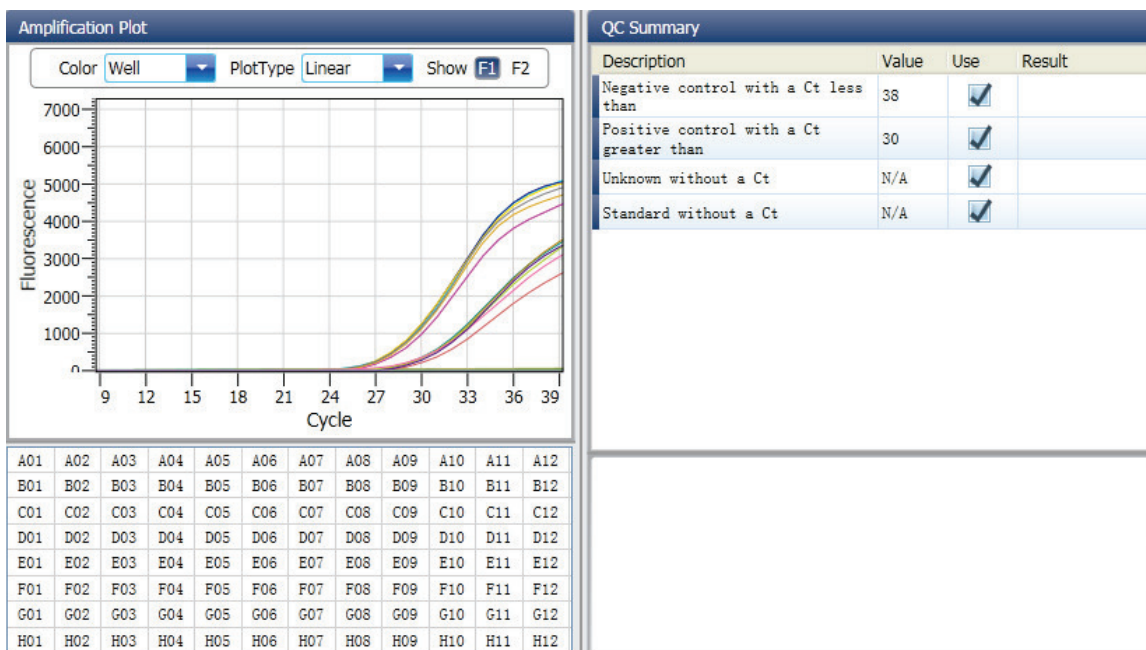 Amplification Plot
Color Well PlotType Linear Show F1 F2
7000
6000
5000
4000
3000
2000
1000
0
Fluorescence
9 12 15 18 21 24 27 30 33 36 39
Cycle
A01 A02 A03 A04 A05 A06 A07 A08 A09 A10 A11 A12
B01 B02 B03 B04 B05 B06 B07 B08 B09 B10 B11 B12
C01 C02 C03 C04 C05 C06 C07 C08 C09 C10 C11 C12
D01 D02 D03 D04 D05 D06 D07 D08 D09 D10 D11 D12
E01 E02 E03 E04 E05 E06 E07 E08 E09 E10 E11 E12
F01 F02 F03 F04 F05 F06 F07 F08 F09 F10 F11 F12
G01 G02 G03 G04 G05 G06 G07 G08 G09 G10 G11 G12
H01 H02 H03 H04 H05 H06 H07 H08 H09 H10 H11 H12
QC Summary
Description Value Use Result
Negative control with a Ct less
than 38
Positive control with a Ct
greater than 30
Unknown without a Ct N/A
Standard without a Ct N/A